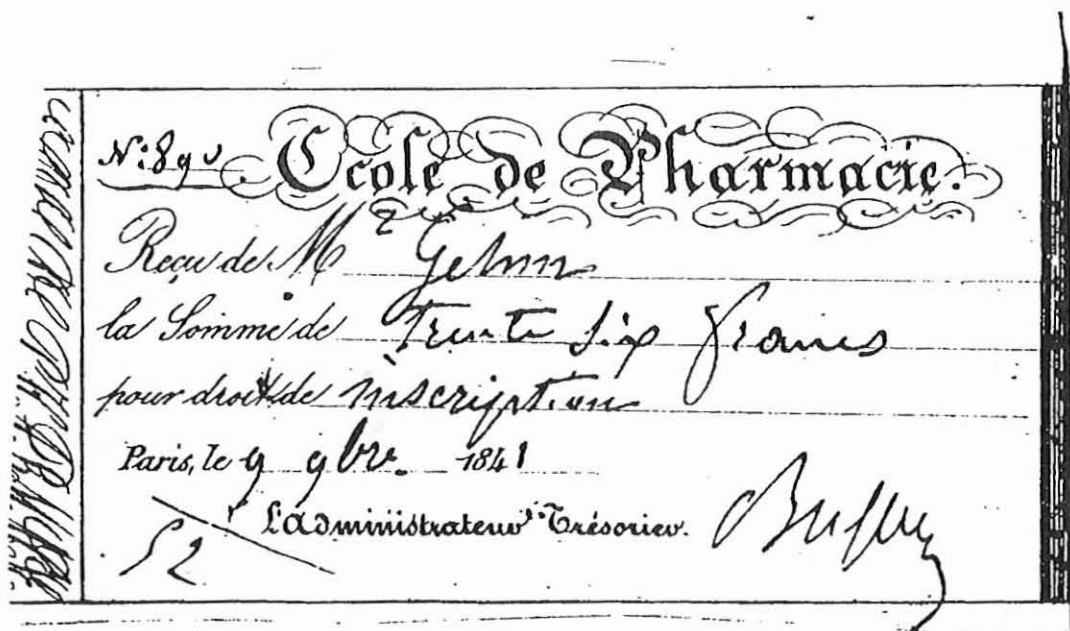 N.º 890. École de Pharmacie.
Reçu de Mr Gelnin
la Somme de trente six francs
pour droit de inscription
Paris, le 9 9bre. 1841
L'Administrateur Trésorier.
52